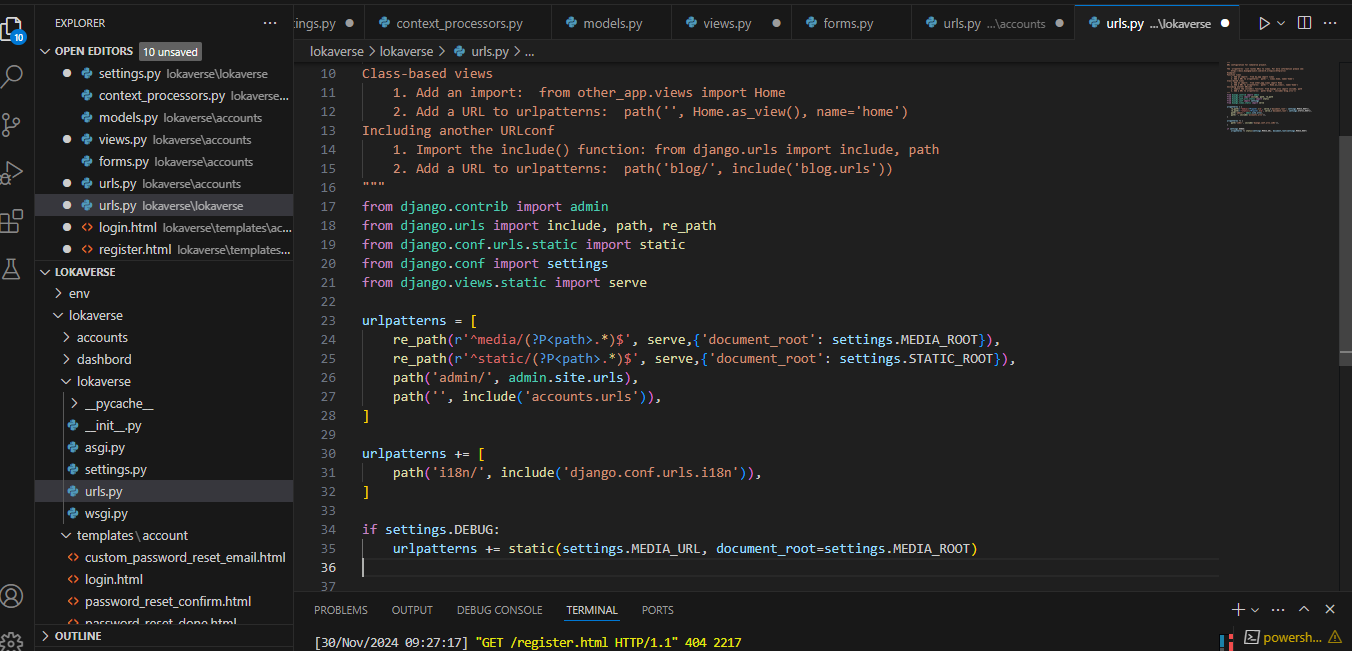 EXPLORER
...
10
OPEN EDITORS 10 unsaved
settings.py lokaverse\lokaverse
context_processors.py lokaverse...
models.py lokaverse\accounts
views.py lokaverse\accounts
forms.py lokaverse\accounts
urls.py lokaverse\accounts
urls.py lokaverse\lokaverse
login.html lokaverse\templates\ac...
register.html lokaverse\templates...
LOKAVERSE
env
lokaverse
accounts
dashbord
lokaverse
__pycache__
__init__.py
asgi.py
settings.py
urls.py
wsgi.py
templates\account
custom_password_reset_email.html
login.html
password_reset_confirm.html
password_reset_done.html
OUTLINE
ings.py context_processors.py models.py views.py forms.py urls.py ...\accounts urls.py ...\lokaverse
lokaverse > lokaverse > urls.py > ...
10 Class-based views
11 1. Add an import:  from other_app.views import Home
12 2. Add a URL to urlpatterns:  path('', Home.as_view(), name='home')
13 Including another URLconf
14 1. Import the include() function: from django.urls import include, path
15 2. Add a URL to urlpatterns:  path('blog/', include('blog.urls'))
16 """
17 from django.contrib import admin
18 from django.urls import include, path, re_path
19 from django.conf.urls.static import static
20 from django.conf import settings
21 from django.views.static import serve
22
23 urlpatterns = [
24 re_path(r'^media/(?P<path>.*)$', serve,{'document_root': settings.MEDIA_ROOT}),
25 re_path(r'^static/(?P<path>.*)$', serve,{'document_root': settings.STATIC_ROOT}),
26 path('admin/', admin.site.urls),
27 path('', include('accounts.urls')),
28 ]
29
30 urlpatterns += [
31 path('i18n/', include('django.conf.urls.i18n')),
32 ]
33
34 if settings.DEBUG:
35 urlpatterns += static(settings.MEDIA_URL, document_root=settings.MEDIA_ROOT)
36
37
PROBLEMS OUTPUT DEBUG CONSOLE TERMINAL PORTS
[30/Nov/2024 09:27:17] "GET /register.html HTTP/1.1" 404 2217
powersh...